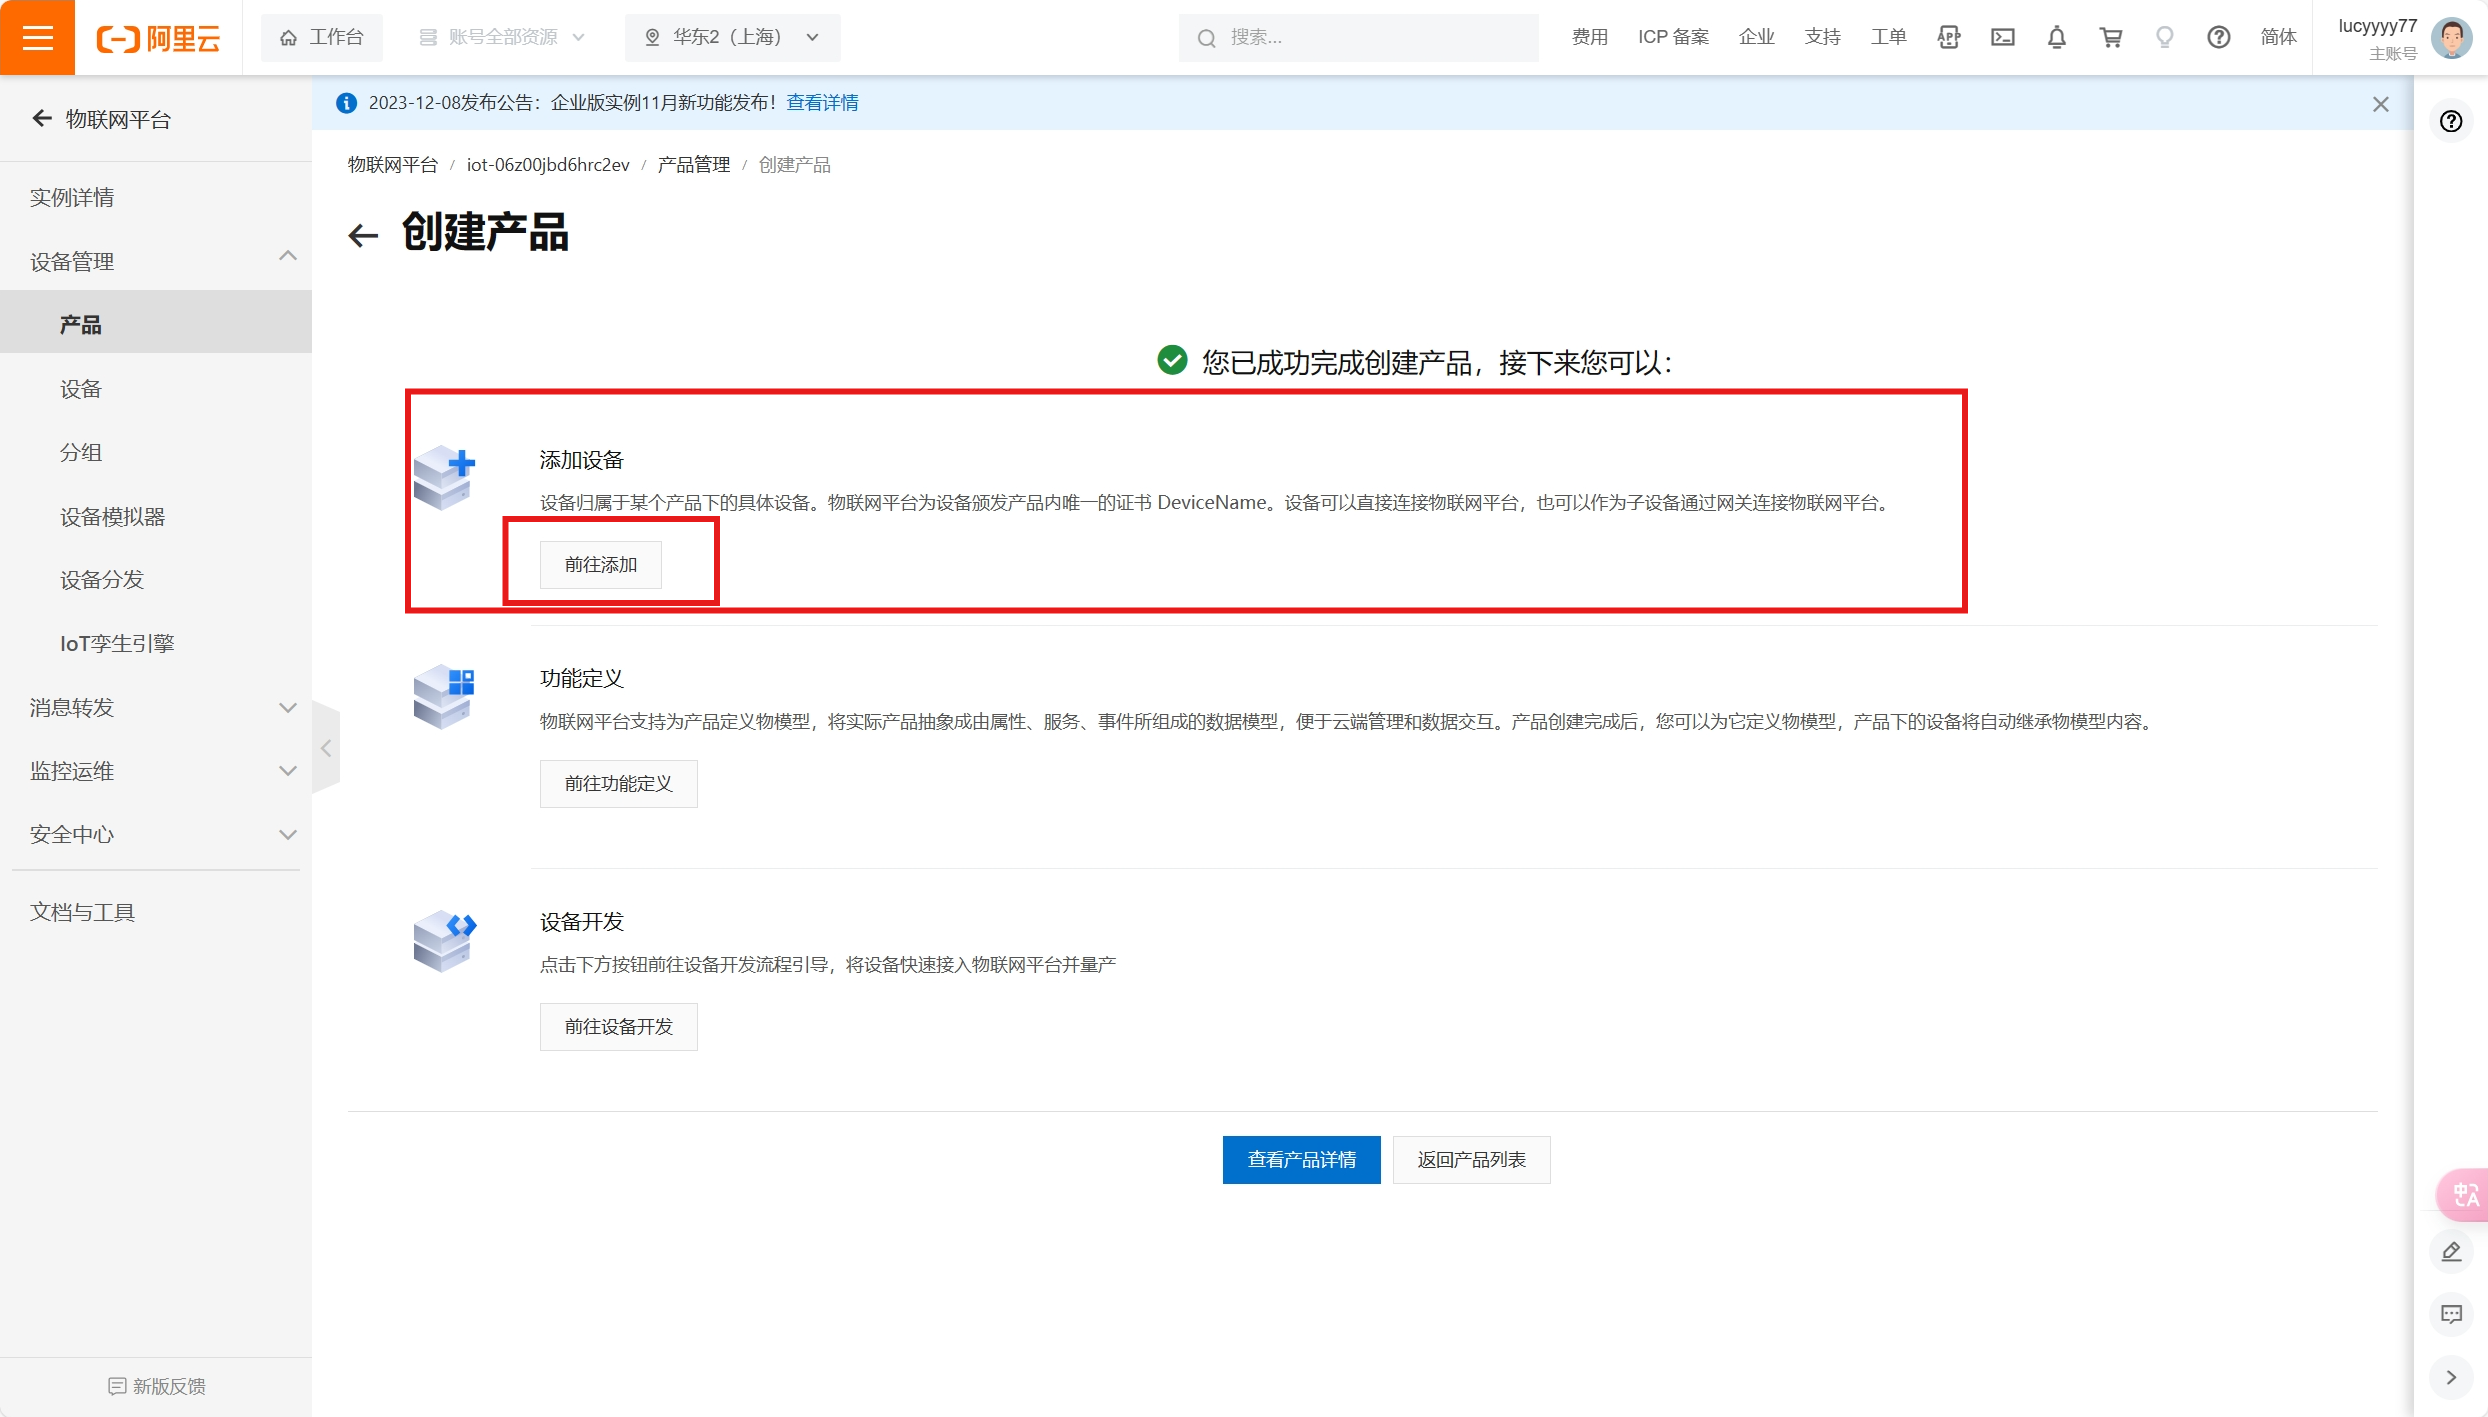 阿里云
工作台
账号全部资源
华东2（上海）
搜索...
费用
ICP 备案
企业
支持
工单
APP
简体
lucyyyy77
主账号
物联网平台
实例详情
设备管理
产品
设备
分组
设备模拟器
设备分发
IoT孪生引擎
消息转发
监控运维
安全中心
文档与工具
新版反馈
2023-12-08发布公告：企业版实例11月新功能发布！查看详情
物联网平台 / iot-06z00jbd6hrc2ev / 产品管理 / 创建产品
创建产品
您已成功完成创建产品，接下来您可以：
添加设备
设备归属于某个产品下的具体设备。物联网平台为设备颁发产品内唯一的证书 DeviceName。设备可以直接连接物联网平台，也可以作为子设备通过网关连接物联网平台。
前往添加
功能定义
物联网平台支持为产品定义物模型，将实际产品抽象成由属性、服务、事件所组成的数据模型，便于云端管理和数据交互。产品创建完成后，您可以为它定义物模型，产品下的设备将自动继承物模型内容。
前往功能定义
设备开发
点击下方按钮前往设备开发流程引导，将设备快速接入物联网平台并量产
前往设备开发
查看产品详情
返回产品列表
中A